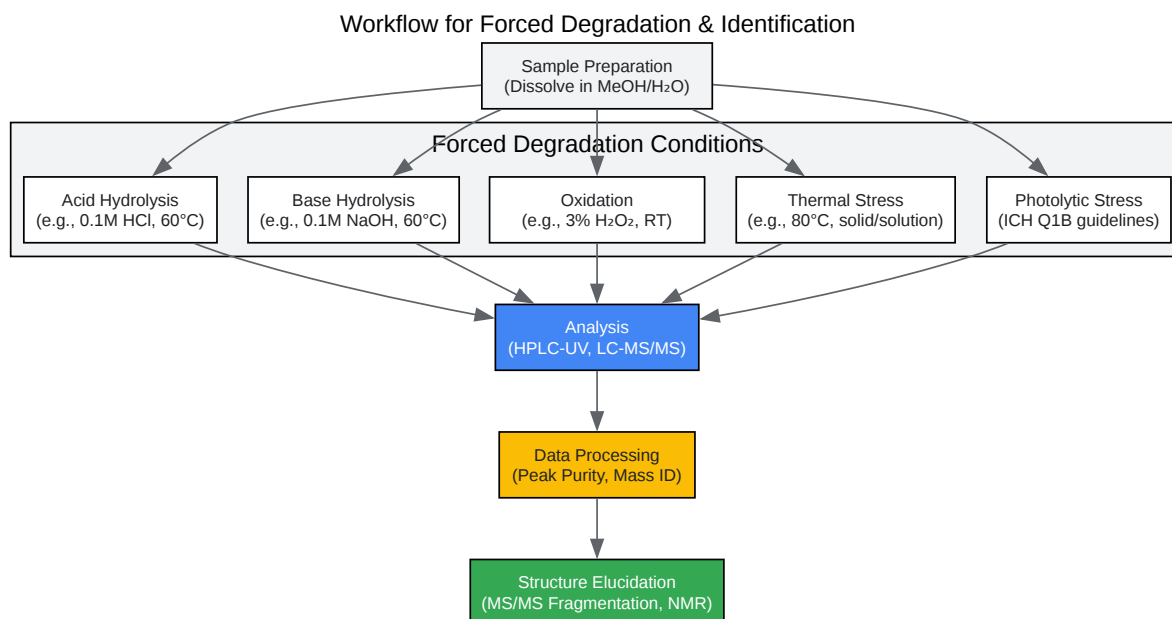 Workflow for Forced Degradation & Identification
Sample Preparation
(Dissolve in MeOH/H₂O)
Forced Degradation Conditions
Acid Hydrolysis
(e.g., 0.1M HCl, 60°C)
Base Hydrolysis
(e.g., 0.1M NaOH, 60°C)
Oxidation
(e.g., 3% H₂O₂, RT)
Thermal Stress
(e.g., 80°C, solid/solution)
Photolytic Stress
(ICH Q1B guidelines)
Analysis
(HPLC-UV, LC-MS/MS)
Data Processing
(Peak Purity, Mass ID)
Structure Elucidation
(MS/MS Fragmentation, NMR)